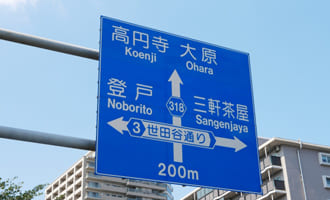 高円寺 大原
Koenji Ohara
登戸 318 三軒茶屋
Noborito Sangenjaya
3 世田谷通り
200m